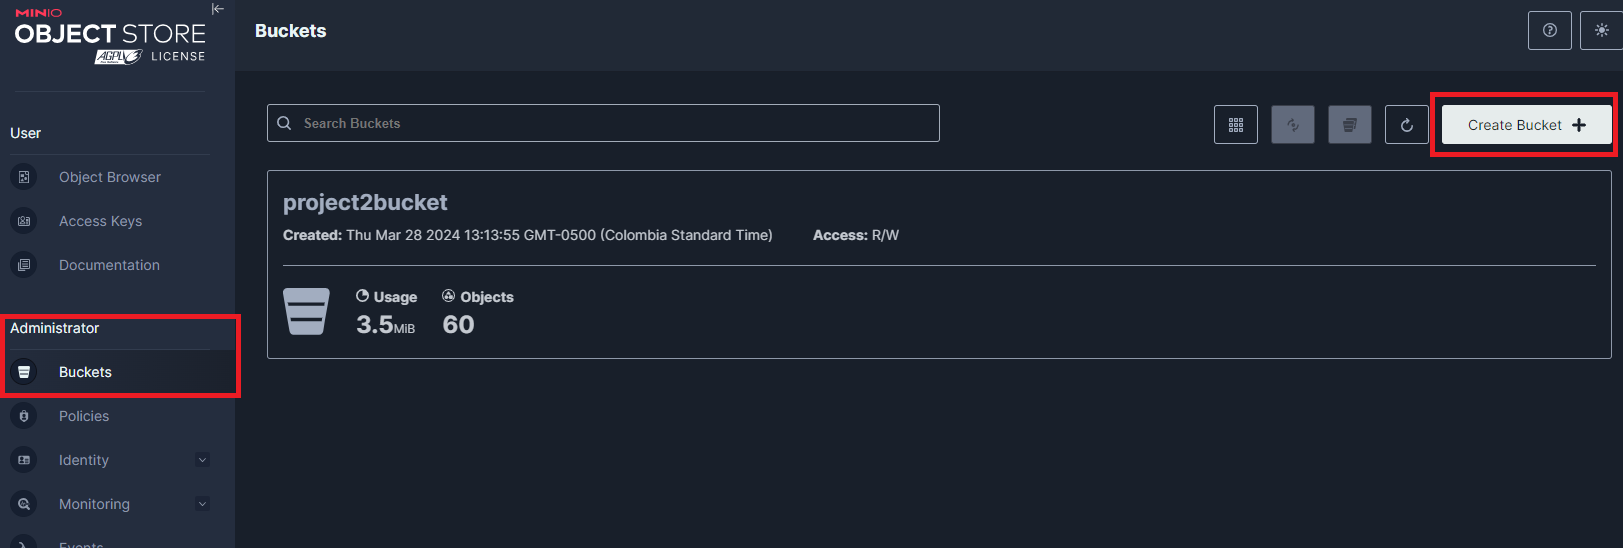 MINIO
OBJECT STORE
AGPLv3 LICENSE
Buckets
User
Object Browser
Access Keys
Documentation
Administrator
Buckets
Policies
Identity
Monitoring
Events
Search Buckets
Create Bucket
project2bucket
Created: Thu Mar 28 2024 13:13:55 GMT-0500 (Colombia Standard Time) Access: R/W
Usage Objects
3.5MiB 60